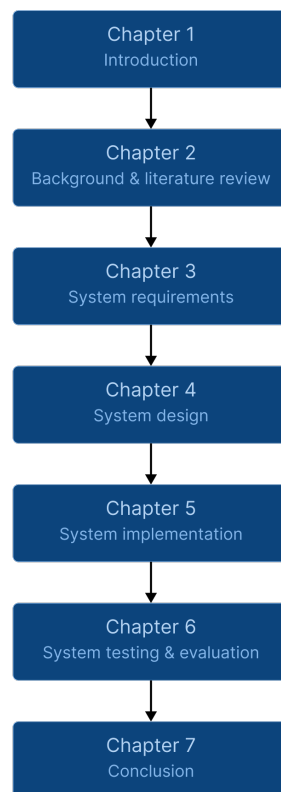 Chapter 1
Introduction
Chapter 2
Background & literature review
Chapter 3
System requirements
Chapter 4
System design
Chapter 5
System implementation
Chapter 6
System testing & evaluation
Chapter 7
Conclusion